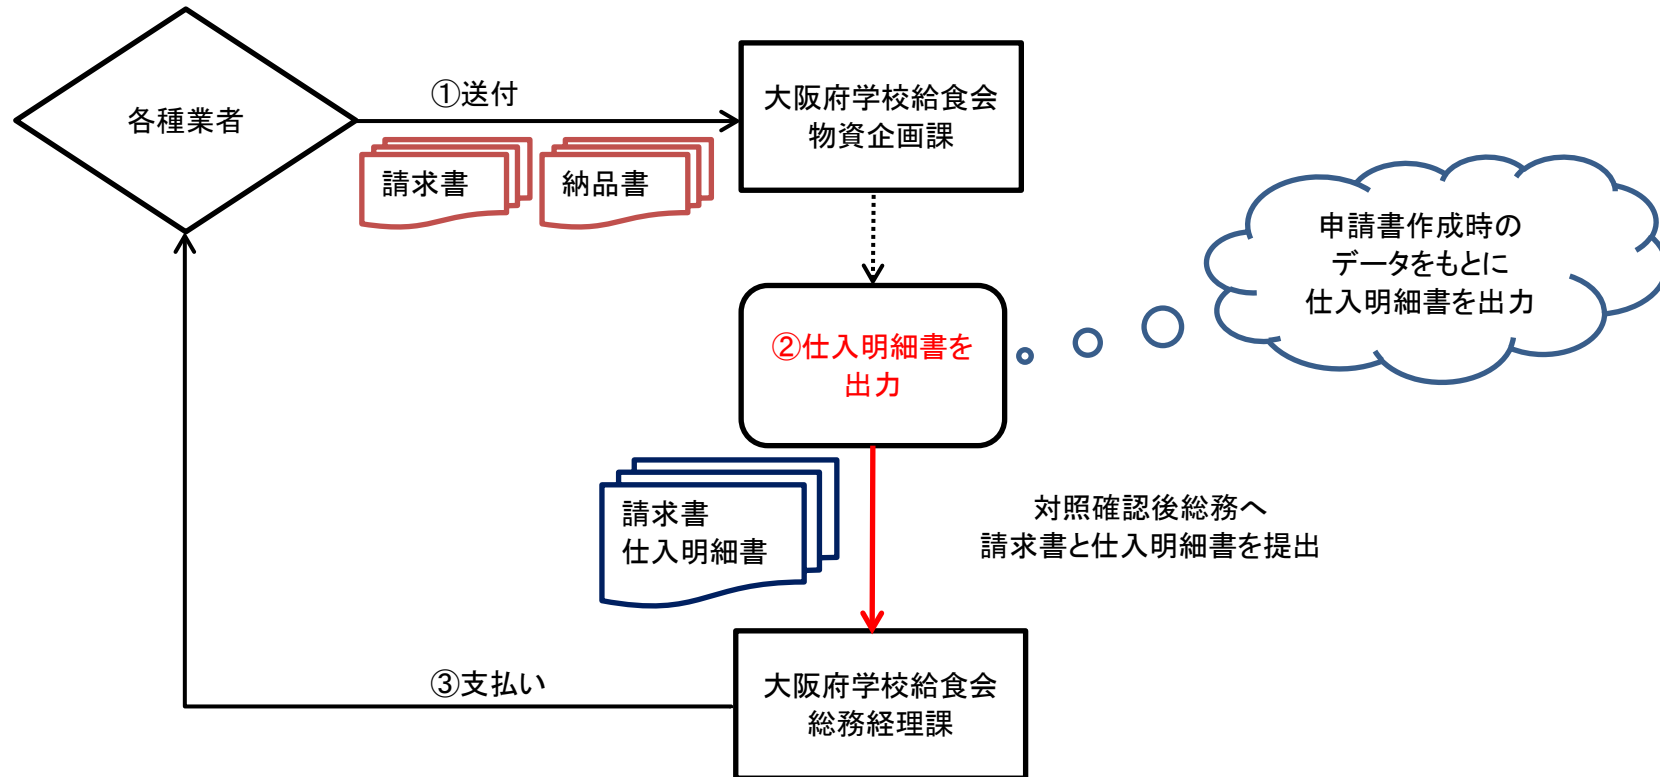 各種業者
①送付
請求書
納品書
大阪府学校給食会
物資企画課
申請書作成時の
データをもとに
仕入明細書を出力
②仕入明細書を
出力
請求書
仕入明細書
対照確認後総務へ
請求書と仕入明細書を提出
③支払い
大阪府学校給食会
総務経理課